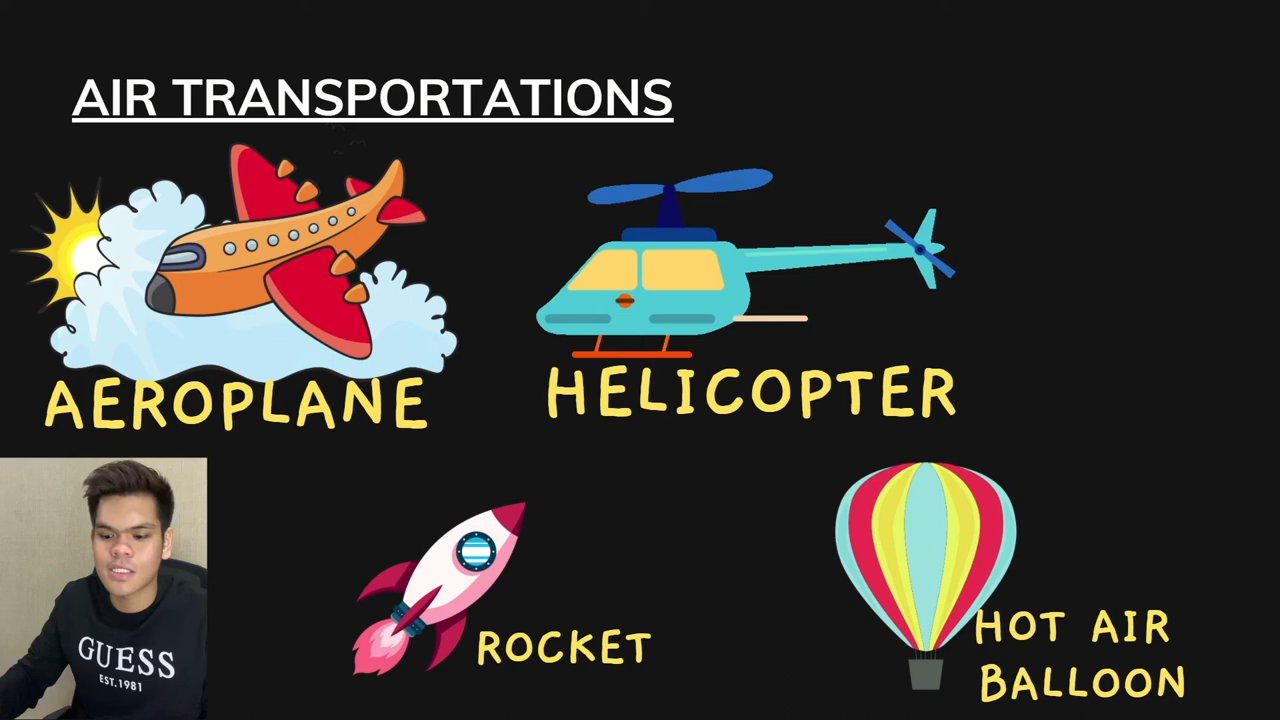 AIR TRANSPORTATIONS
AEROPLANE
HELICOPTER
ROCKET
HOT AIR
BALLOON
GUESS
EST.1981